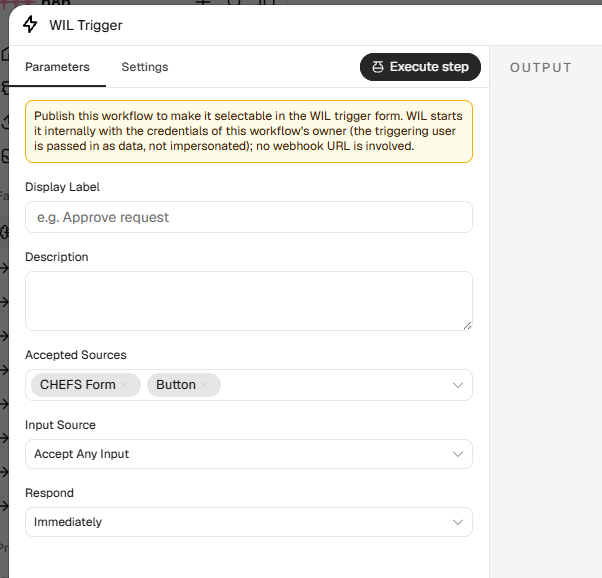 WIL Trigger
Parameters
Settings
Execute step
OUTPUT
Publish this workflow to make it selectable in the WIL trigger form. WIL starts
it internally with the credentials of this workflow's owner (the triggering user
is passed in as data, not impersonated); no webhook URL is involved.
Display Label
e.g. Approve request
Description
Accepted Sources
CHEFS Form ×
Button ×
Input Source
Accept Any Input
Respond
Immediately